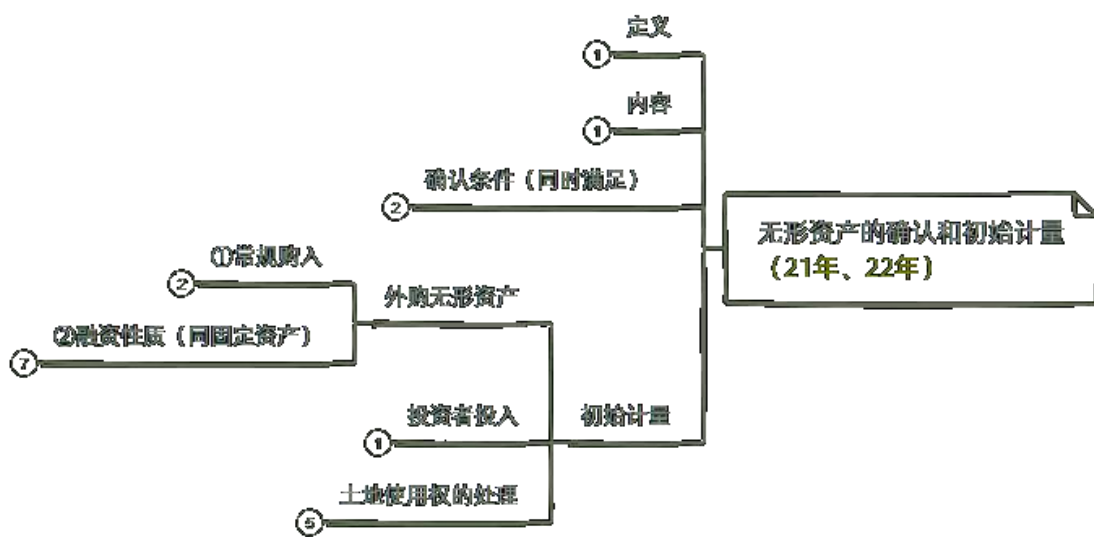 定义
①
内容
①
确认条件（同时满足）
②
无形资产的确认和初始计量
（21年、22年）
①常规购入
②
外购无形资产
②融资性质（同固定资产）
⑦
投资者投入
①
初始计量
土地使用权的处理
⑤